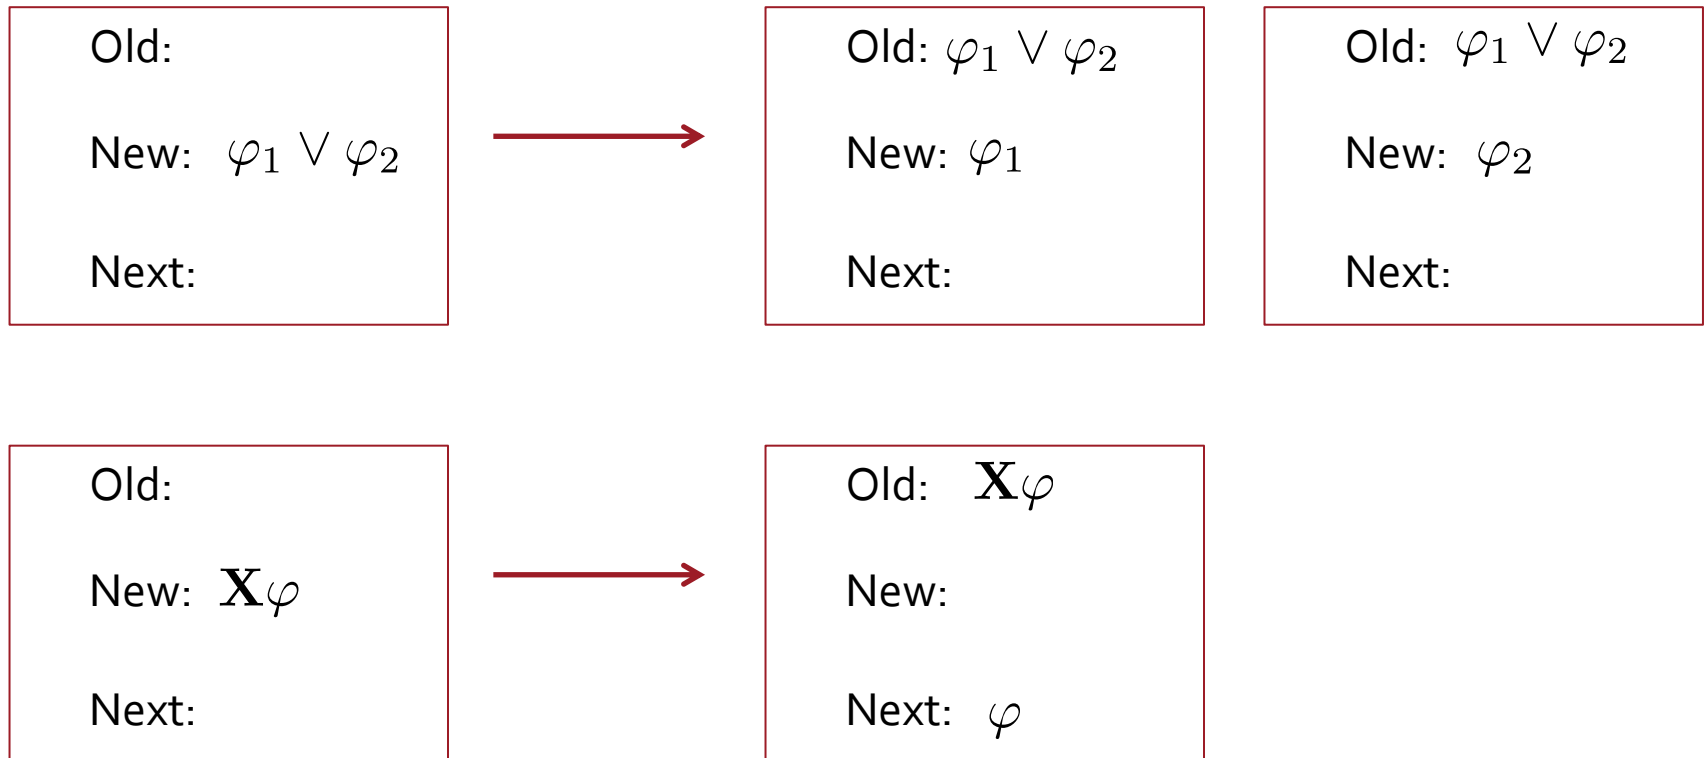 Old:
New: φ₁ ∨ φ₂
Next:
Old: φ₁ ∨ φ₂
New: φ₁
Next:
Old: φ₁ ∨ φ₂
New: φ₂
Next:
Old:
New: 𝐗φ
Next:
Old: 𝐗φ
New:
Next: φ